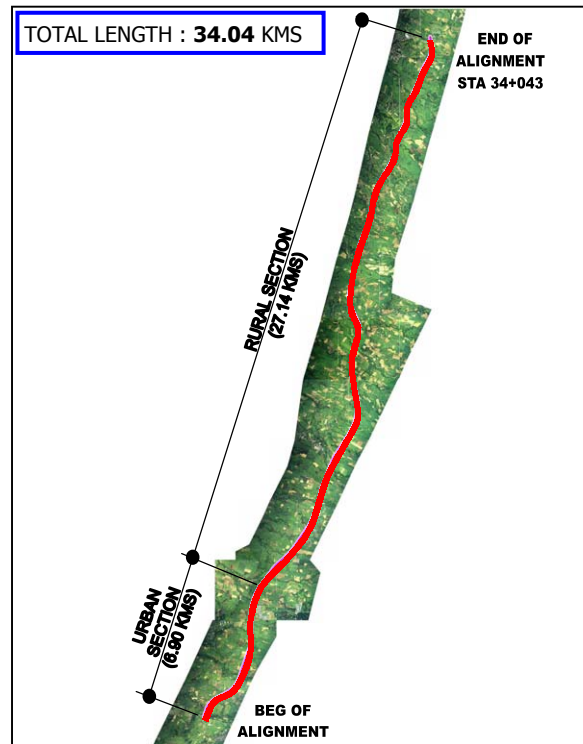 TOTAL LENGTH : 34.04 KMS
END OF
ALIGNMENT
STA 34+043
RURAL SECTION
(27.14 KMS)
URBAN
SECTION
(6.90 KMS)
BEG OF
ALIGNMENT